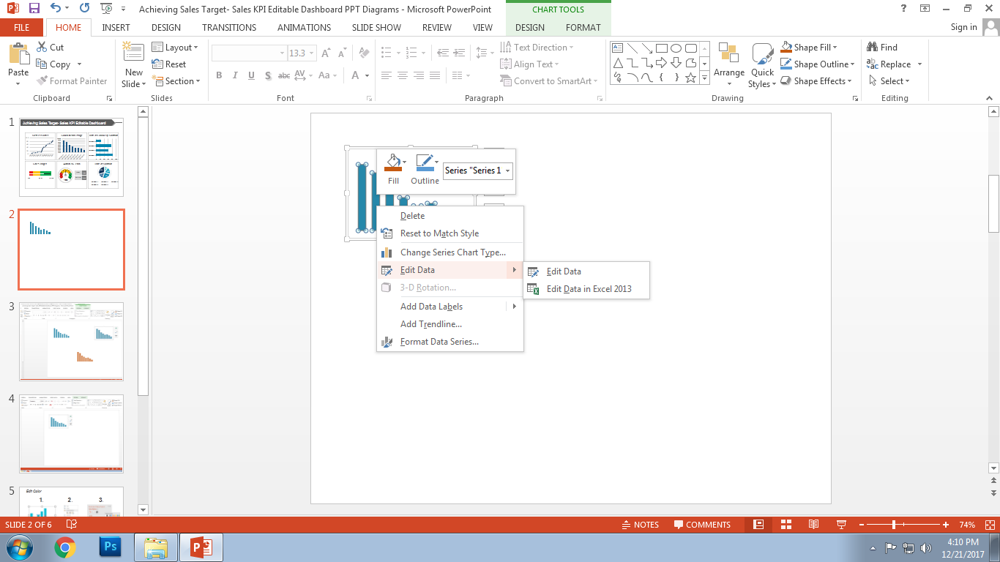 Achieving Sales Target- Sales KPI Editable Dashboard PPT Diagrams - Microsoft PowerPoint
CHART TOOLS
?
FILE HOME INSERT DESIGN TRANSITIONS ANIMATIONS SLIDE SHOW REVIEW VIEW DESIGN FORMAT Sign in
Paste
Cut
Copy
Format Painter
Clipboard
New
Slide
Layout
Reset
Section
Slides
13.3
B I U S abc AV Aa A
Font
Text Direction
Align Text
Convert to SmartArt
Paragraph
Arrange
Quick
Styles
Shape Fill
Shape Outline
Shape Effects
Drawing
Find
Replace
Select
Editing
1
Achieving Sales Target- Sales KPI Editable Dashboard
2
3
4
5
Edit Color
1. 2. 3.
Fill
Outline
Series "Series 1
Delete
Reset to Match Style
Change Series Chart Type...
Edit Data
3-D Rotation...
Add Data Labels
Add Trendline...
Format Data Series...
Edit Data
Edit Data in Excel 2013
SLIDE 2 OF 6
NOTES
COMMENTS
74%
Ps
4:10 PM
12/21/2017